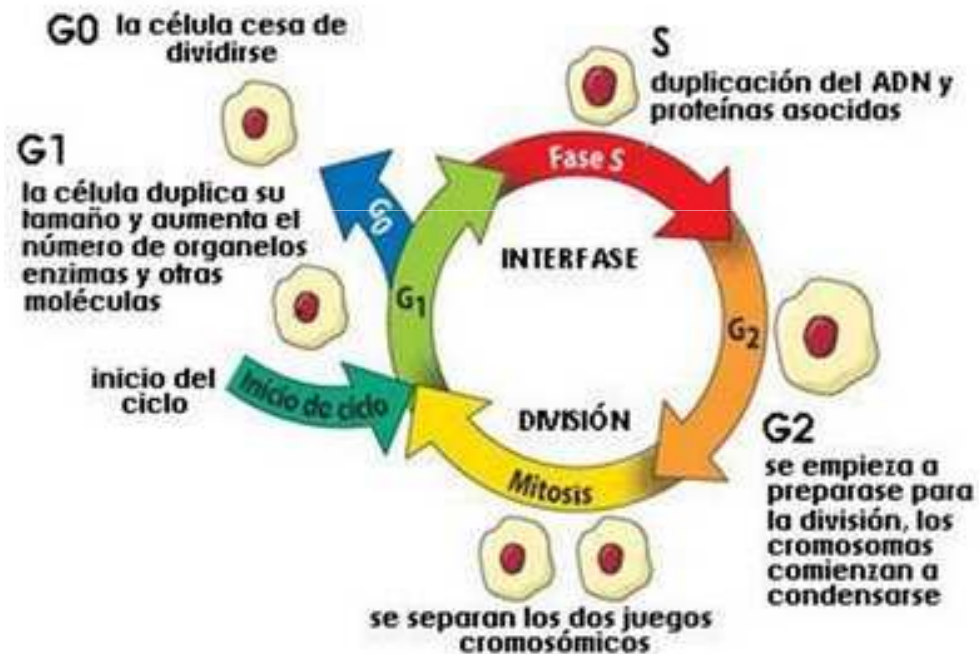 G0 la célula cesa de
dividirse
S
duplicación del ADN y
proteínas asocidas
G1
la célula duplica su
tamaño y aumenta el
número de organelos
enzimas y otras
moléculas
Fase S
G0
INTERFASE
G1
G2
inicio del
ciclo
Inicio de ciclo
DIVISIÓN
Mitosis
G2
se empieza a
preparase para
la división, los
cromosomas
comienzan a
condensarse
se separan los dos juegos
cromosómicos